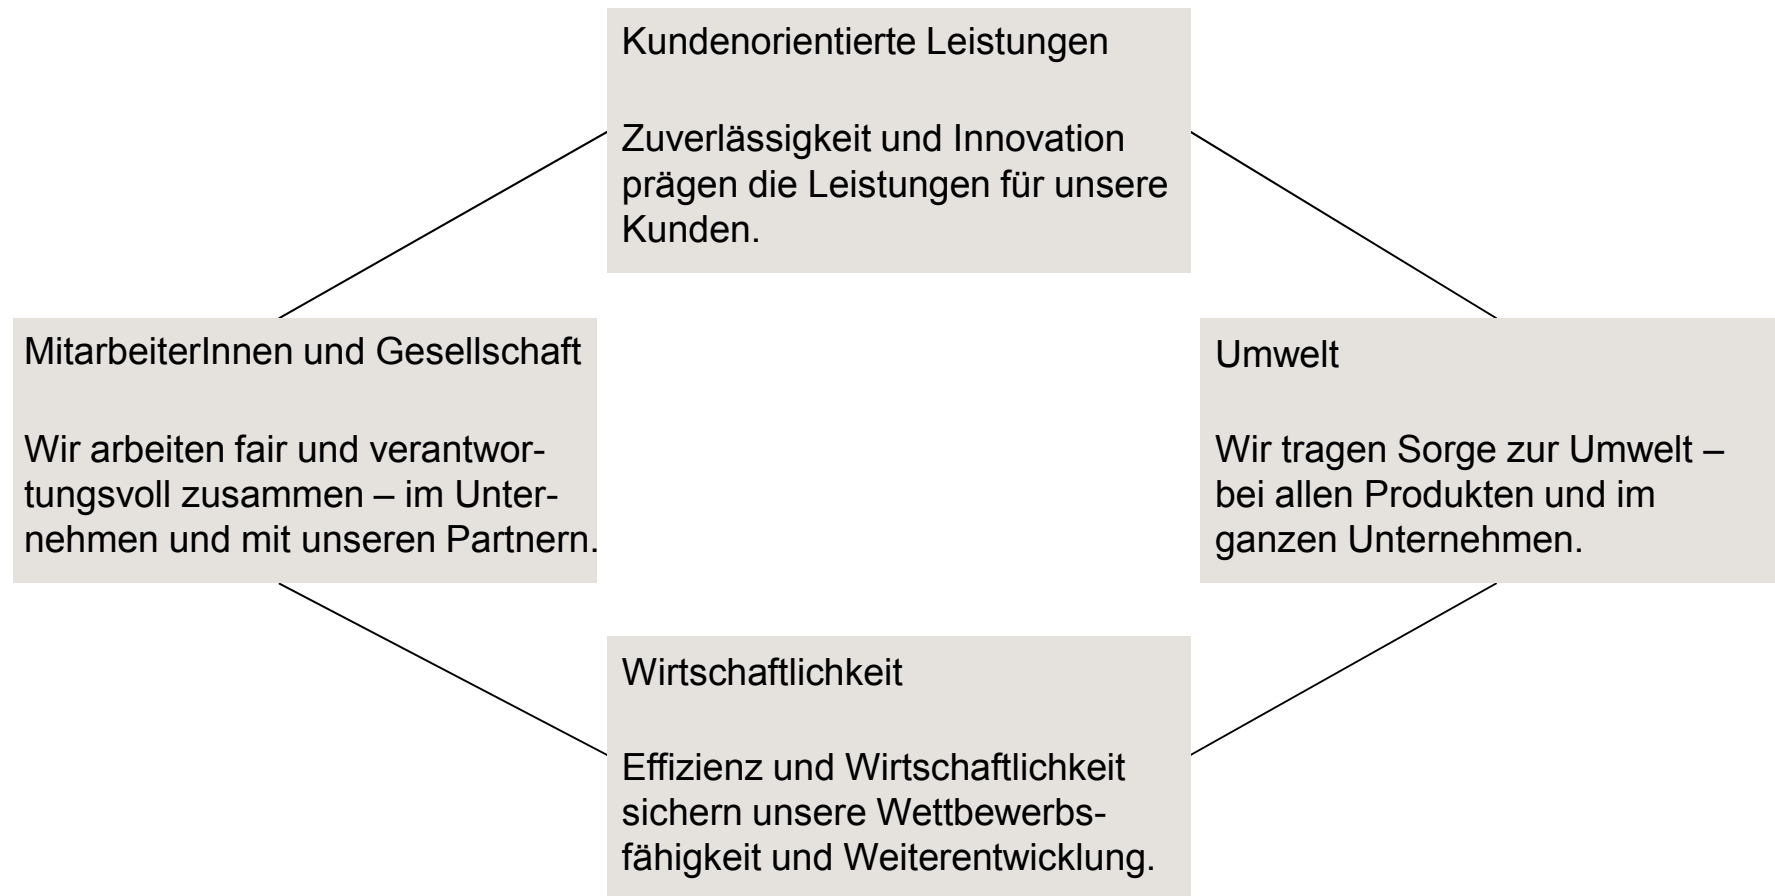 Kundenorientierte Leistungen
Zuverlässigkeit und Innovation
prägen die Leistungen für unsere
Kunden.
MitarbeiterInnen und Gesellschaft
Wir arbeiten fair und verantwor-
tungsvoll zusammen – im Unter-
nehmen und mit unseren Partnern.
Umwelt
Wir tragen Sorge zur Umwelt –
bei allen Produkten und im
ganzen Unternehmen.
Wirtschaftlichkeit
Effizienz und Wirtschaftlichkeit
sichern unsere Wettbewerbs-
fähigkeit und Weiterentwicklung.